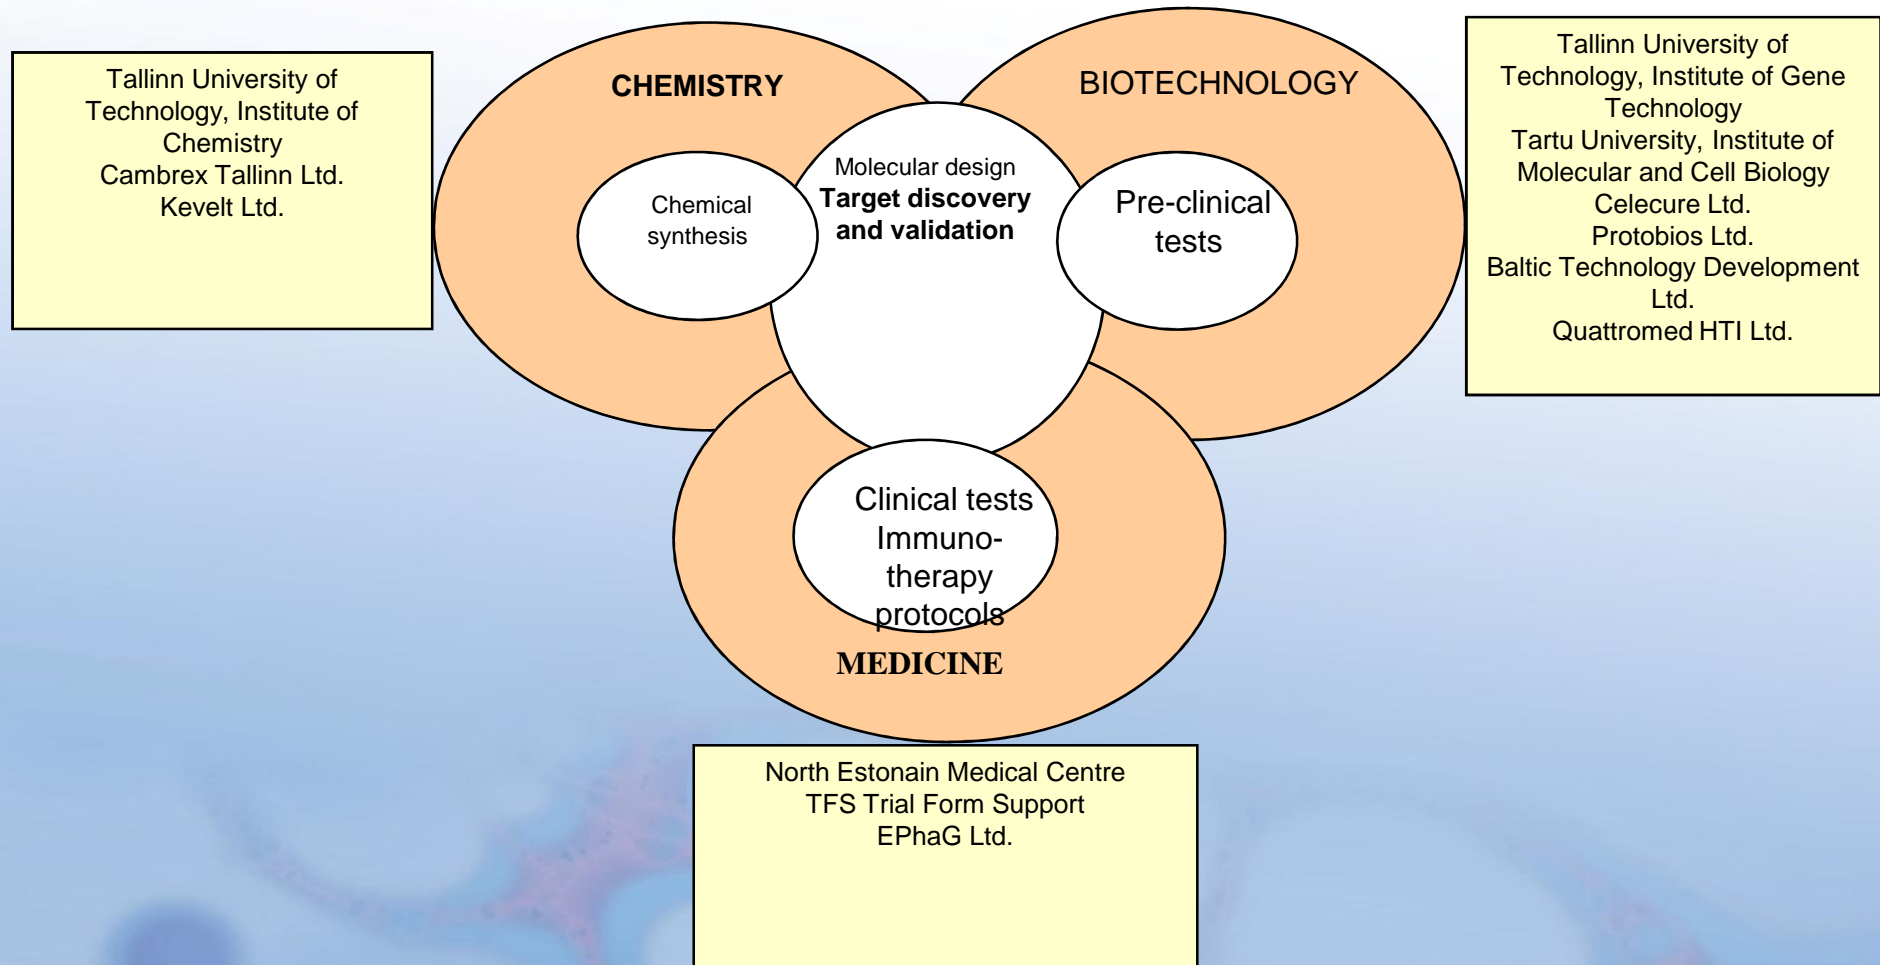 Tallinn University of
Technology, Institute of
Chemistry
Cambrex Tallinn Ltd.
Kevelt Ltd.
CHEMISTRY
Chemical
synthesis
Molecular design
Target discovery
and validation
BIOTECHNOLOGY
Pre-clinical
tests
Tallinn University of
Technology, Institute of Gene
Technology
Tartu University, Institute of
Molecular and Cell Biology
Celecure Ltd.
Protobios Ltd.
Baltic Technology Development
Ltd.
Quattromed HTI Ltd.
Clinical tests
Immuno-
therapy
protocols
MEDICINE
North Estonain Medical Centre
TFS Trial Form Support
EPhaG Ltd.